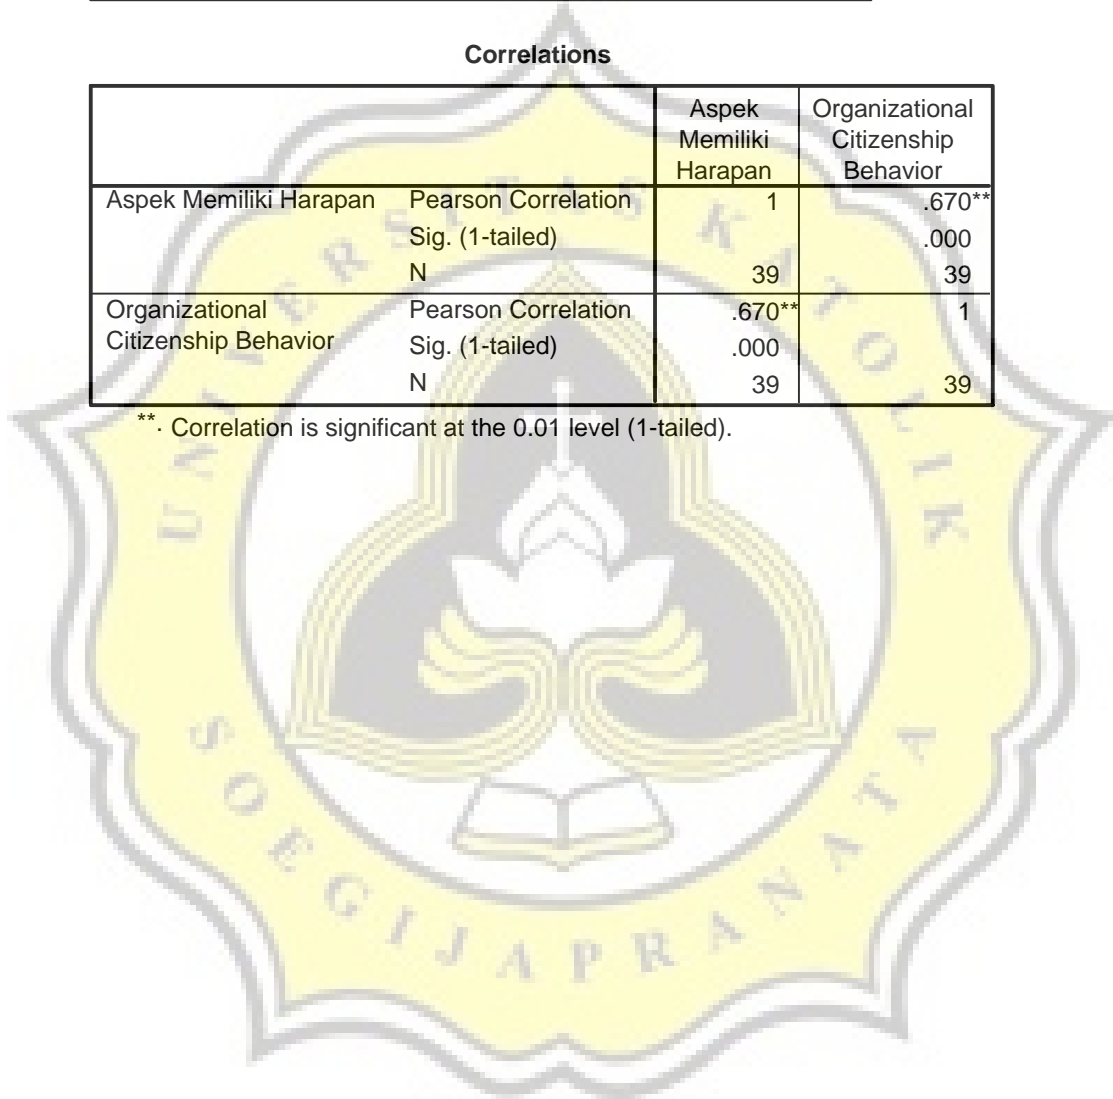 Correlations
Aspek Memiliki Harapan Organizational Citizenship Behavior
Aspek Memiliki Harapan Pearson Correlation 1 .670**
Sig. (1-tailed) .000
N 39 39
Organizational Citizenship Behavior Pearson Correlation .670** 1
Sig. (1-tailed) .000
N 39 39
**. Correlation is significant at the 0.01 level (1-tailed).
UNIVERSITAS KATOLIK
SOEGIJAPRANATA